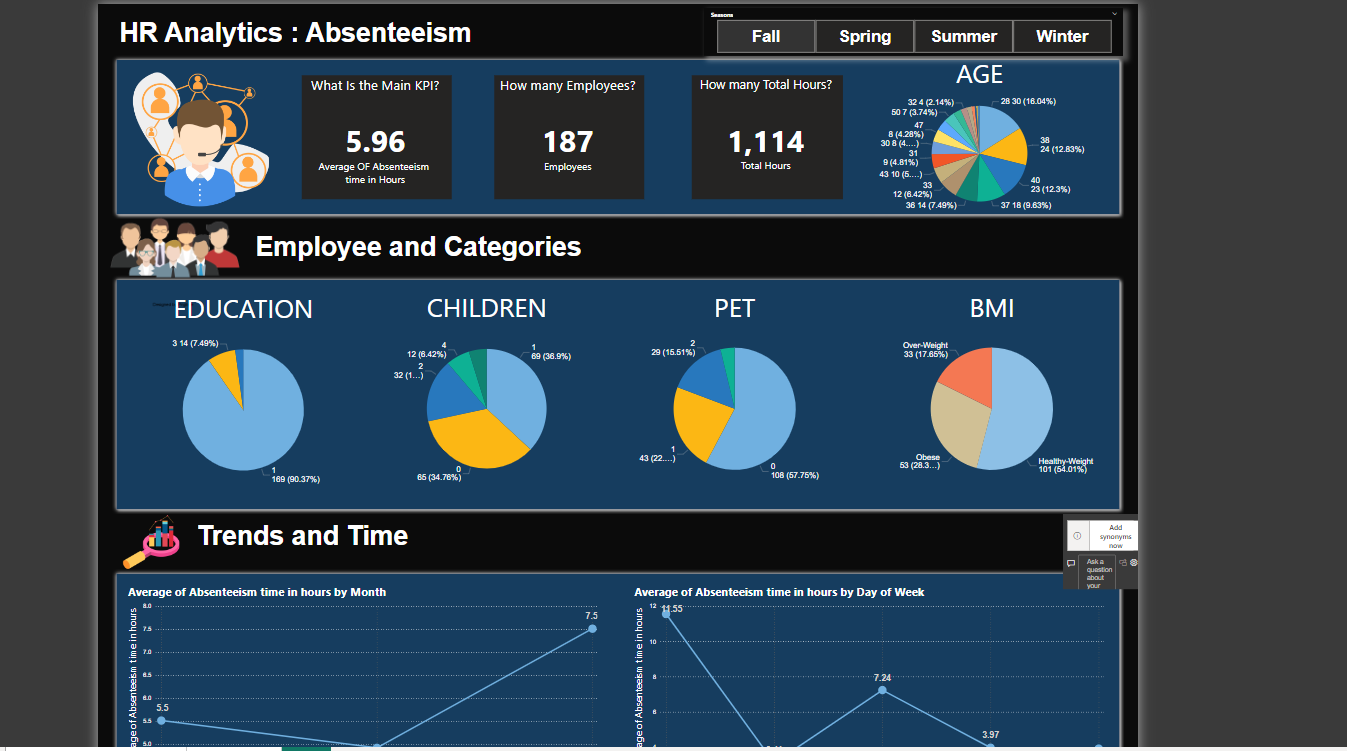 HR Analytics : Absenteeism
Seasons
Fall
Spring
Summer
Winter
What Is the Main KPI?
5.96
Average OF Absenteeism
time in Hours
How many Employees?
187
Employees
How many Total Hours?
1,114
Total Hours
AGE
28 30 (16.04%)
38
24 (12.83%)
40
23 (12.3%)
37 18 (9.63%)
36 14 (7.49%)
33
12 (6.42%)
43 10 (5....)
31
9 (4.81%)
30 8 (4....)
47
8 (4.28%)
50 7 (3.74%)
32 4 (2.14%)
Employee and Categories
EDUCATION
3 14 (7.49%)
1
169 (90.37%)
CHILDREN
4
12 (6.42%)
2
32 (1...)
0
65 (34.76%)
1
69 (36.9%)
PET
2
29 (15.51%)
1
43 (22....)
0
108 (57.75%)
BMI
Over-Weight
33 (17.65%)
Obese
53 (28.3...)
Healthy-Weight
101 (54.01%)
Trends and Time
Add
synonyms
now
Ask a
question
about
your
Average of Absenteeism time in hours by Month
age of Absenteeism time in hours
8.0
7.5
7.0
6.5
6.0
5.5
5.0
5.5
7.5
Average of Absenteeism time in hours by Day of Week
age of Absenteeism time in hours
12
10
8
6
4
11.55
7.24
3.97